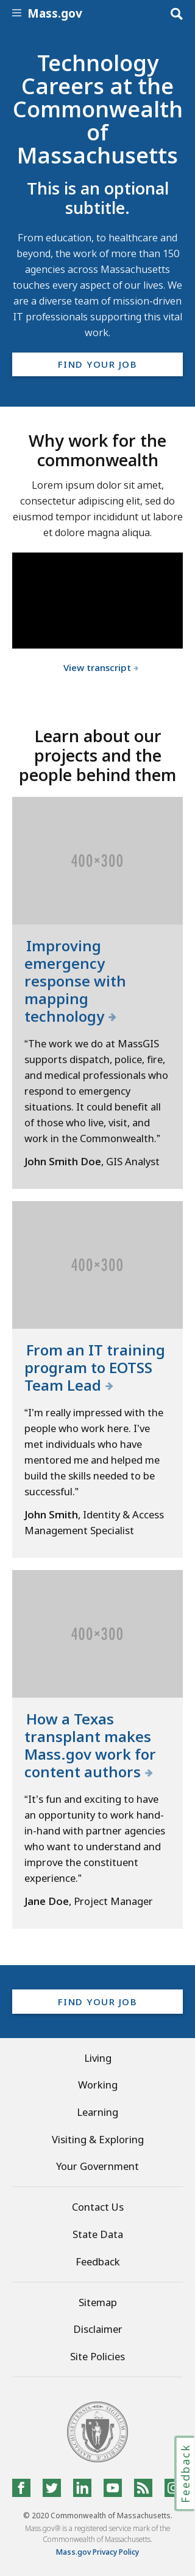 Mass.gov
Technology
Careers at the
Commonwealth
of
Massachusetts
This is an optional
subtitle.
From education, to healthcare and
beyond, the work of more than 150
agencies across Massachusetts
touches every aspect of our lives. We
are a diverse team of mission-driven
IT professionals supporting this vital
work.
FIND YOUR JOB
Why work for the
commonwealth
Lorem ipsum dolor sit amet,
consectetur adipiscing elit, sed do
eiusmod tempor incididunt ut labore
et dolore magna aliqua.
View transcript
Learn about our
projects and the
people behind them
400×300
Improving
emergency
response with
mapping
technology
“The work we do at MassGIS
supports dispatch, police, fire,
and medical professionals who
respond to emergency
situations. It could benefit all
of those who live, visit, and
work in the Commonwealth.”
John Smith Doe, GIS Analyst
400×300
From an IT training
program to EOTSS
Team Lead
“I’m really impressed with the
people who work here. I’ve
met individuals who have
mentored me and helped me
build the skills needed to be
successful.”
John Smith, Identity & Access
Management Specialist
400×300
How a Texas
transplant makes
Mass.gov work for
content authors
“It’s fun and exciting to have
an opportunity to work hand-
in-hand with partner agencies
who want to understand and
improve the constituent
experience.”
Jane Doe, Project Manager
FIND YOUR JOB
Living
Working
Learning
Visiting & Exploring
Your Government
Contact Us
State Data
Feedback
Sitemap
Disclaimer
Site Policies
Feedback
© 2020 Commonwealth of Massachusetts.
Mass.gov® is a registered service mark of the
Commonwealth of Massachusetts.
Mass.gov Privacy Policy